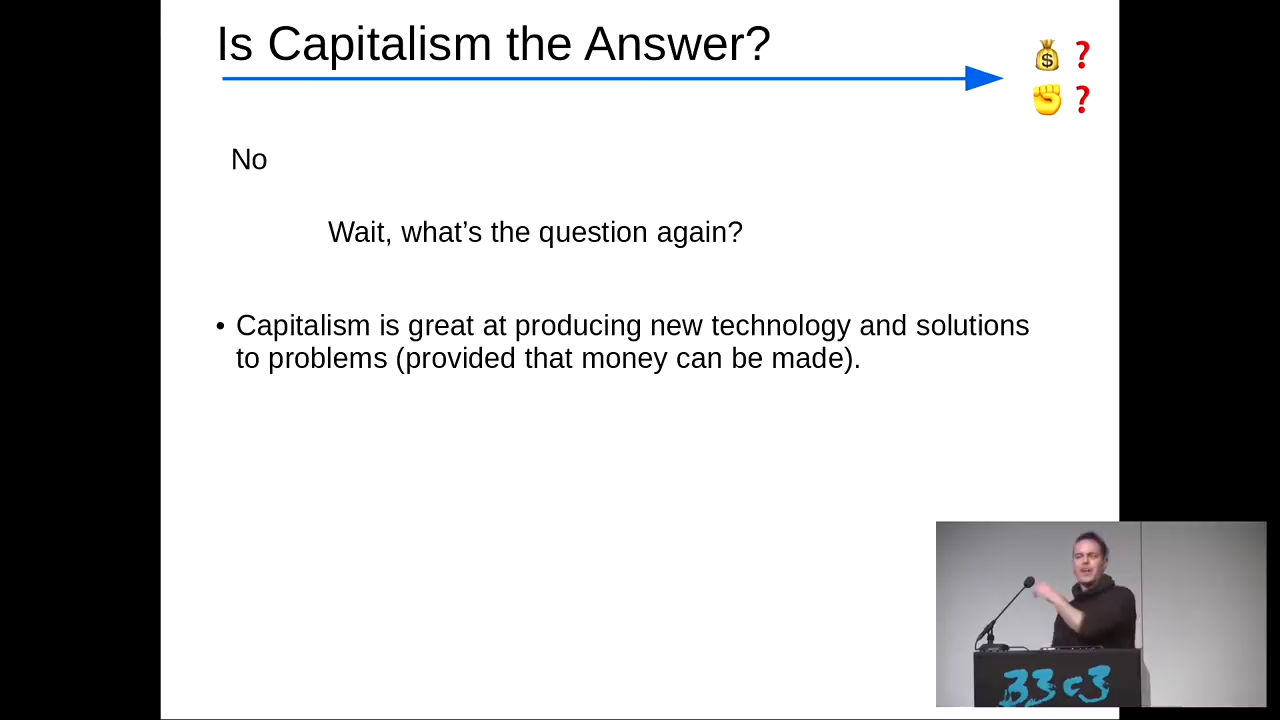 Is Capitalism the Answer?
💰 ❓
✊ ❓
No
Wait, what’s the question again?
• Capitalism is great at producing new technology and solutions
to problems (provided that money can be made).
33c3